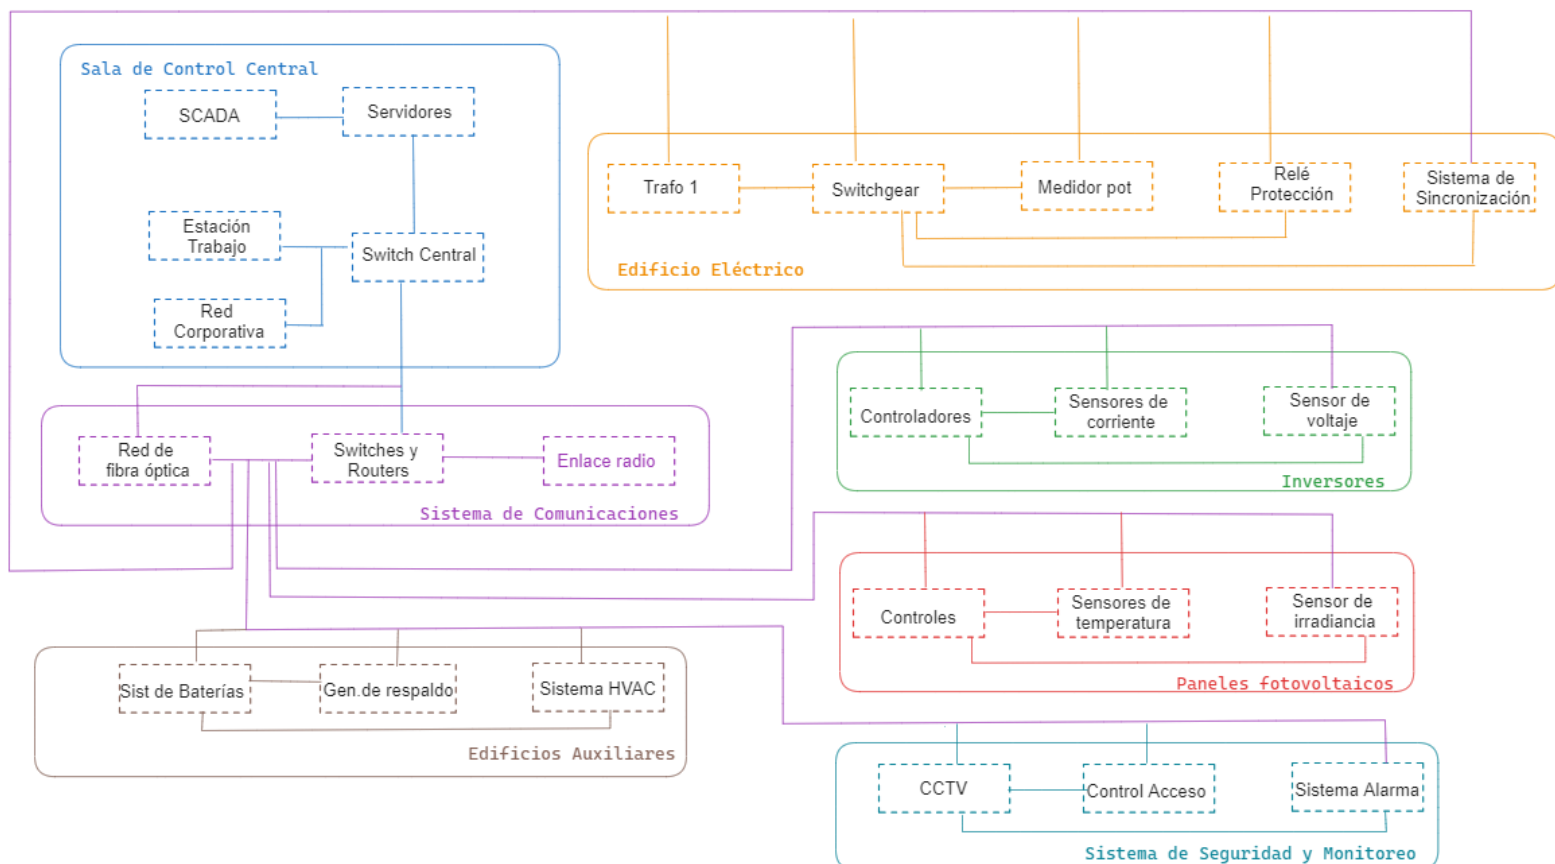 Sala de Control Central
SCADA
Servidores
Estación
Trabajo
Switch Central
Red
Corporativa
Trafo 1
Switchgear
Medidor pot
Relé
Protección
Sistema de
Sincronización
Edificio Eléctrico
Controladores
Sensores de
corriente
Sensor de
voltaje
Inversores
Red de
fibra óptica
Switches y
Routers
Enlace radio
Sistema de Comunicaciones
Controles
Sensores de
temperatura
Sensor de
irradiancia
Paneles fotovoltaicos
Sist de Baterías
Gen.de respaldo
Sistema HVAC
Edificios Auxiliares
CCTV
Control Acceso
Sistema Alarma
Sistema de Seguridad y Monitoreo